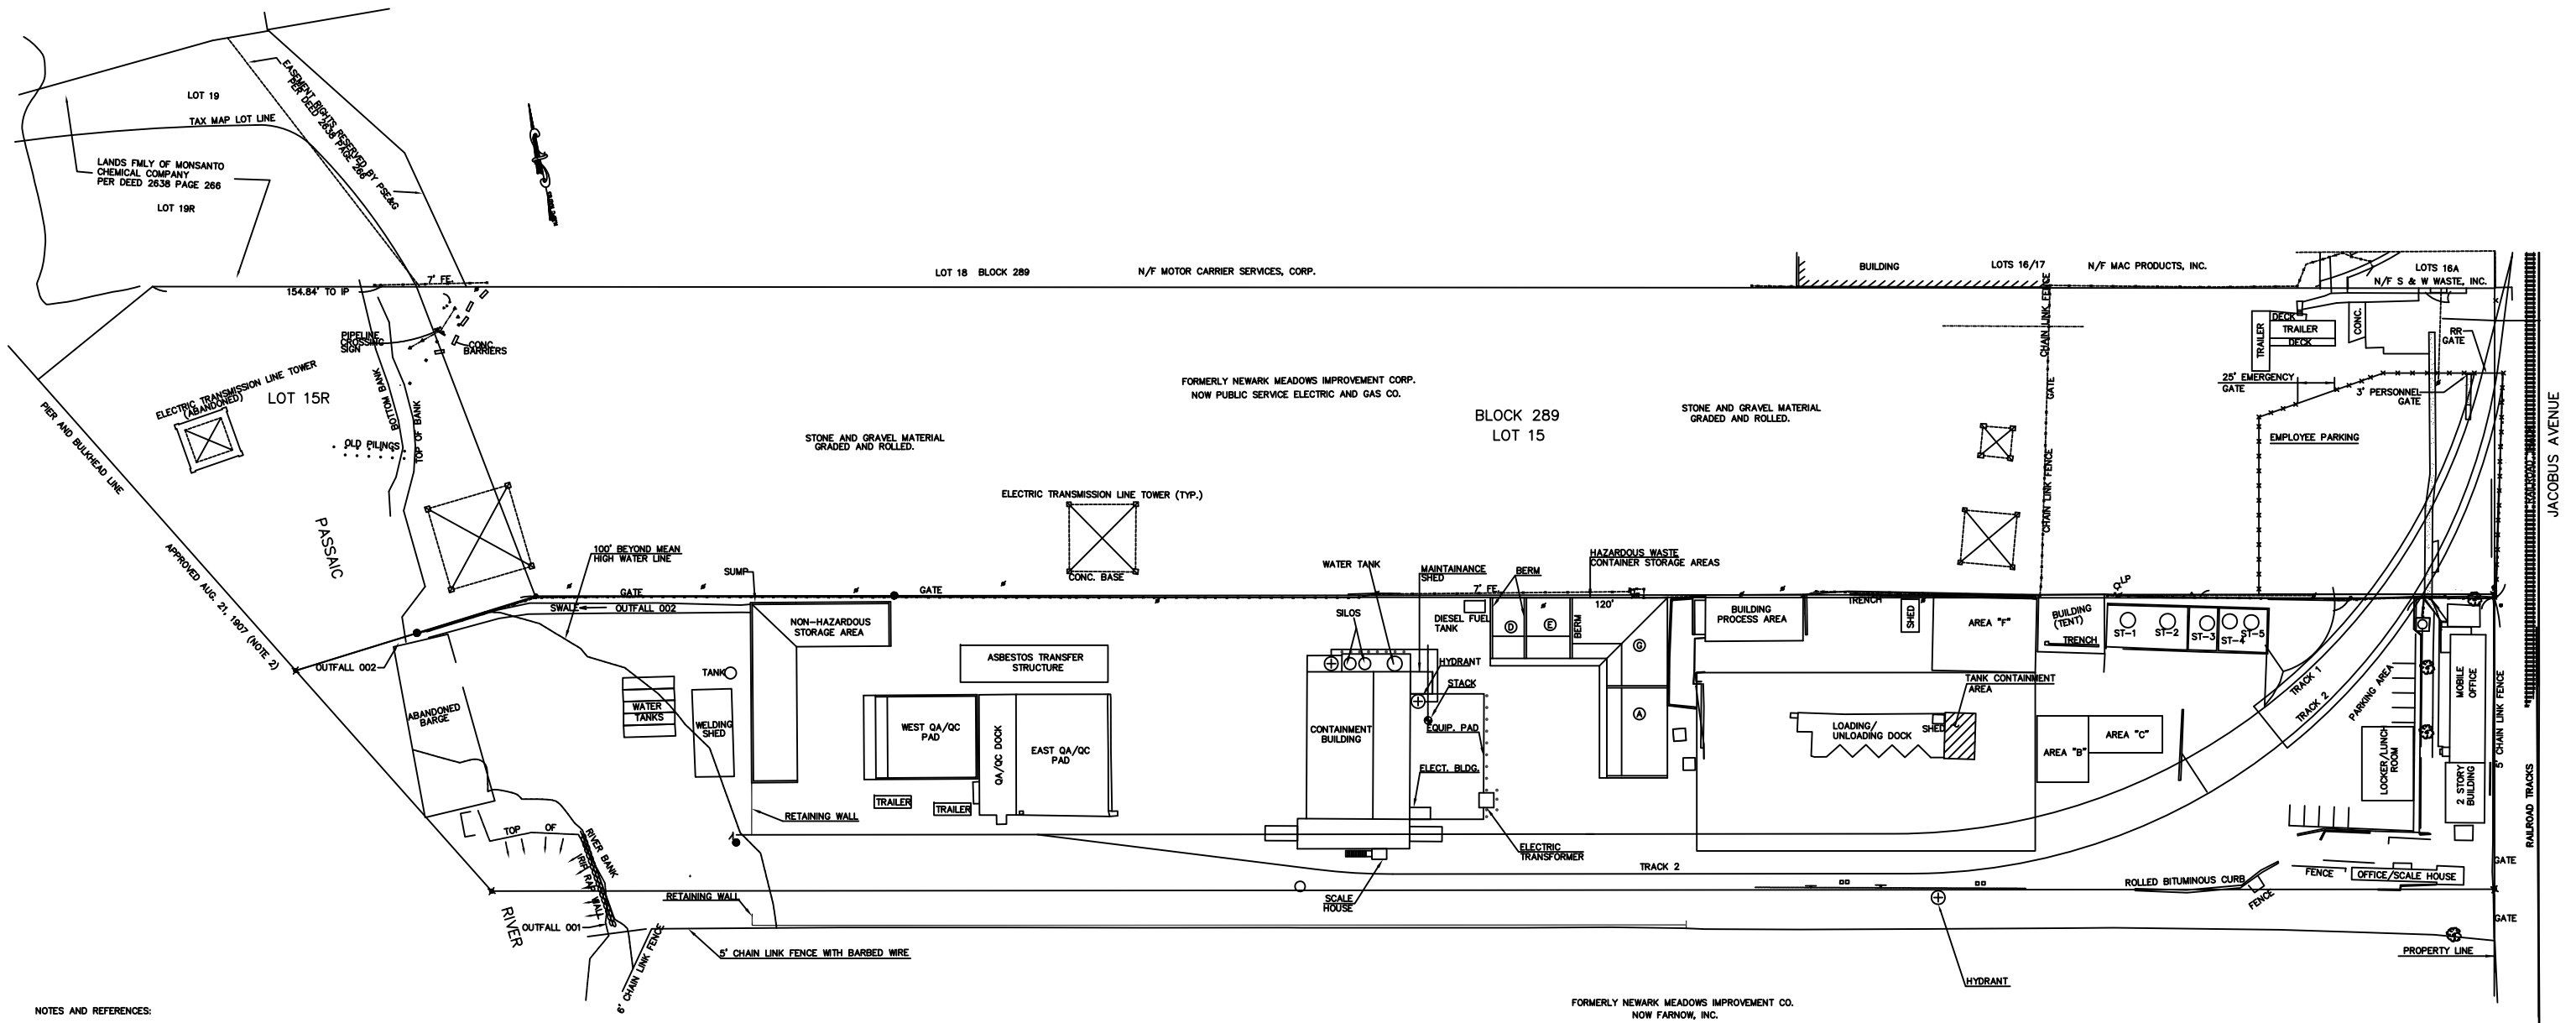 EASEMENT RIGHTS RESERVED BY PSE&G
PER DEED 2638 PAGE 266
LOT 19
TAX MAP LOT LINE
LANDS FMLY OF MONSANTO
CHEMICAL COMPANY
PER DEED 2638 PAGE 266
LOT 19R
154.84' TO IP
7' FE.
LOT 18 BLOCK 289
N/F MOTOR CARRIER SERVICES, CORP.
BUILDING
LOTS 16/17
N/F MAC PRODUCTS, INC.
LOTS 16A
N/F S & W WASTE, INC.
PIPELINE
CROSSING
SIGN
CONC.
BARRIERS
ELECTRIC TRANSMISSION LINE TOWER
(ABANDONED)
LOT 15R
BOTTOM BANK
TOP OF BANK
OLD PILINGS
PIER AND BULKHEAD LINE
APPROVED AUG. 21, 1907 (NOTE 2)
PASSAIC
RIVER
FORMERLY NEWARK MEADOWS IMPROVEMENT CORP.
NOW PUBLIC SERVICE ELECTRIC AND GAS CO.
BLOCK 289
LOT 15
STONE AND GRAVEL MATERIAL
GRADED AND ROLLED.
STONE AND GRAVEL MATERIAL
GRADED AND ROLLED.
CHAIN LINK FENCE
GATE
CHAIN LINK FENCE
DECK
TRAILER
TRAILER
DECK
CONC.
RR
GATE
25' EMERGENCY
GATE
3' PERSONNEL
GATE
EMPLOYEE PARKING
RAILROAD TRACKS
JACOBUS AVENUE
ELECTRIC TRANSMISSION LINE TOWER (TYP.)
CONC. BASE
100' BEYOND MEAN
HIGH WATER LINE
SUMP
GATE
GATE
SWALE
OUTFALL 002
OUTFALL 002
WATER TANK
MAINTAINANCE
SHED
7' FE.
BERM
HAZARDOUS WASTE
CONTAINER STORAGE AREAS
120'
TRENCH
LP
NON-HAZARDOUS
STORAGE AREA
ASBESTOS TRANSFER
STRUCTURE
SILOS
DIESEL FUEL
TANK
D
E
BERM
G
A
BUILDING
PROCESS AREA
SHED
AREA "F"
BUILDING
(TENT)
TRENCH
ST-1
ST-2
ST-3
ST-4
ST-5
TANK
WATER
TANKS
WELDING
SHED
ABANDONED
BARGE
WEST QA/QC
PAD
QA/QC DOCK
EAST QA/QC
PAD
TRAILER
TRAILER
HYDRANT
STACK
CONTAINMENT
BUILDING
EQUIP. PAD
ELECT. BLDG.
TANK CONTAINMENT
AREA
LOADING/
UNLOADING DOCK
SHED
AREA "B"
AREA "C"
TRACK 1
TRACK 2
PARKING AREA
MOBILE
OFFICE
LOCKER/LUNCH
ROOM
2 STORY
BUILDING
5' CHAIN LINK FENCE
RAILROAD TRACKS
RETAINING WALL
TOP OF
RIVER BANK
RIP RAP WALL
ELECTRIC
TRANSFORMER
TRACK 2
SCALE
HOUSE
RETAINING WALL
ROLLED BITUMINOUS CURB
FENCE
FENCE
OFFICE/SCALE HOUSE
GATE
GATE
OUTFALL 001
6' CHAIN LINK FENCE
5' CHAIN LINK FENCE WITH BARBED WIRE
PROPERTY LINE
HYDRANT
NOTES AND REFERENCES:
FORMERLY NEWARK MEADOWS IMPROVEMENT CO.
NOW FARNOW, INC.